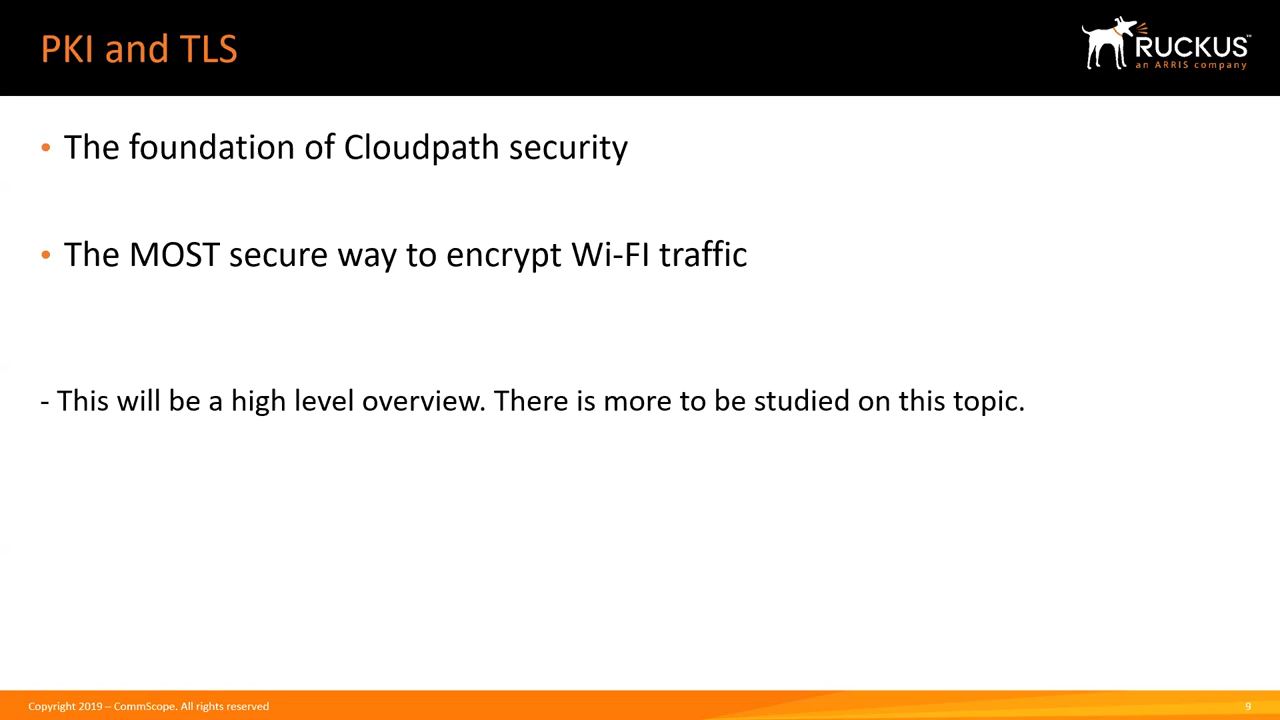 PKI and TLS
RUCKUS™
an ARRIS company
• The foundation of Cloudpath security
• The MOST secure way to encrypt Wi-FI traffic
- This will be a high level overview. There is more to be studied on this topic.
Copyright 2019 – CommScope. All rights reserved
9